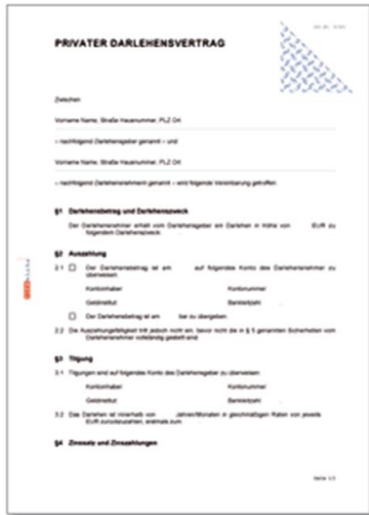 PRIVATER DARLEHENSVERTRAG
Zwischen
Vorname Name, Straße Hausnummer, PLZ Ort
– nachfolgend Darlehensgeber genannt – und
Vorname Name, Straße Hausnummer, PLZ Ort
– nachfolgend Darlehensnehmerin genannt – wird folgende Vereinbarung getroffen:
§1 Darlehensbetrag und Darlehenszweck
Der Darlehensnehmer erhält vom Darlehensgeber ein Darlehen in Höhe von EUR zu
folgendem Darlehenszweck:
§2 Auszahlung
2.1 Der Darlehensbetrag ist am auf folgendes Konto des Darlehensnehmer zu
überweisen:
Kontoinhaber Kontonummer
Geldinstitut Bankleitzahl
Der Darlehensbetrag ist am bar zu übergeben.
2.2 Die Auszahlungsfälligkeit tritt jedoch nicht ein, bevor nicht die in § 5 genannten Sicherheiten vom
Darlehensnehmer vollständig gestellt sind.
§3 Tilgung
3.1 Tilgungen sind auf folgendes Konto des Darlehensgeber zu überweisen:
Kontoinhaber Kontonummer
Geldinstitut Bankleitzahl
3.2 Das Darlehen ist innerhalb von Jahren/Monaten in gleichmäßigen Raten von jeweils
EUR zurückzuzahlen, erstmals zum
§4 Zinssatz und Zinszahlungen
Seite 1/3